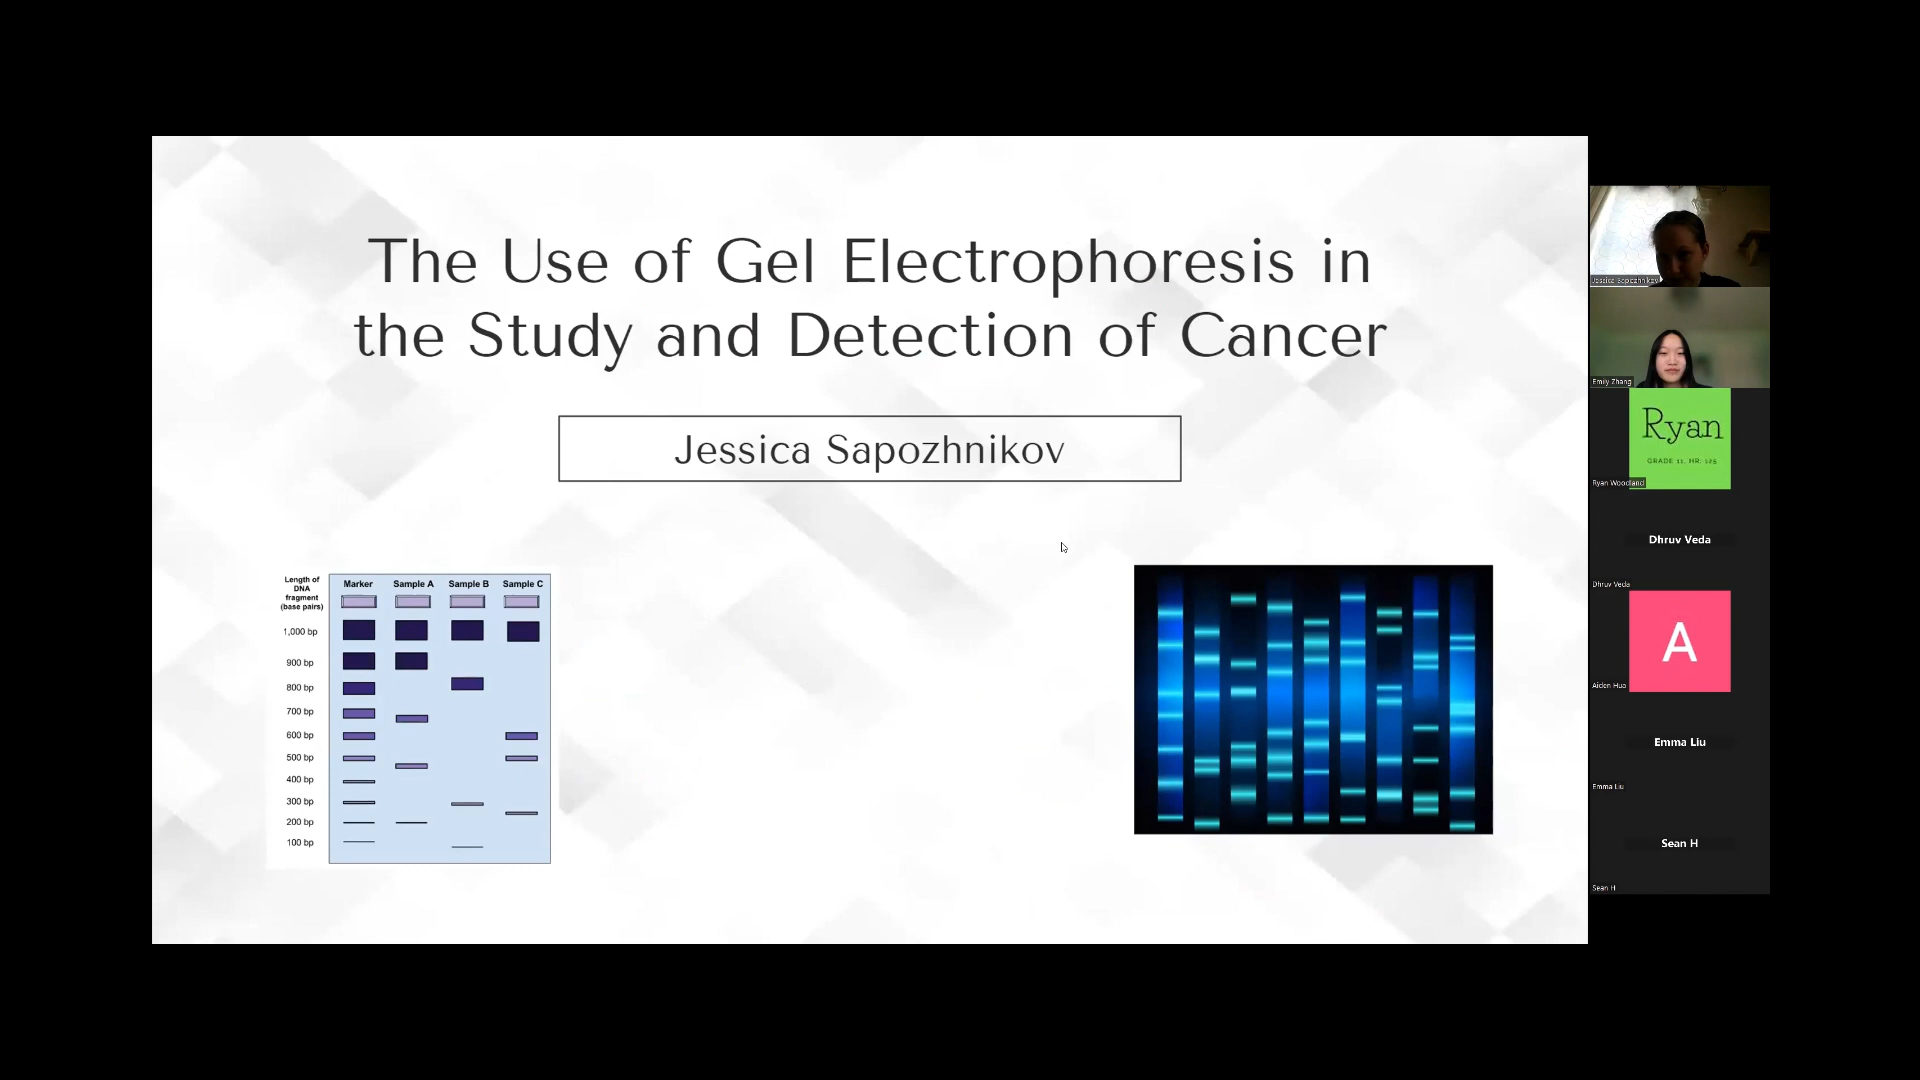 The Use of Gel Electrophoresis in
the Study and Detection of Cancer
Jessica Sapozhnikov
Length of
DNA
fragment
(base pairs)
Marker Sample A Sample B Sample C
1,000 bp
900 bp
800 bp
700 bp
600 bp
500 bp
400 bp
300 bp
200 bp
100 bp
Jessica Sapozhnikov
Emily Zhang
Ryan
GRADE 11, HR: 125
Ryan Woodland
Dhruv Veda
Dhruv Veda
A
Aiden Hua
Emma Liu
Emma Liu
Sean H
Sean H